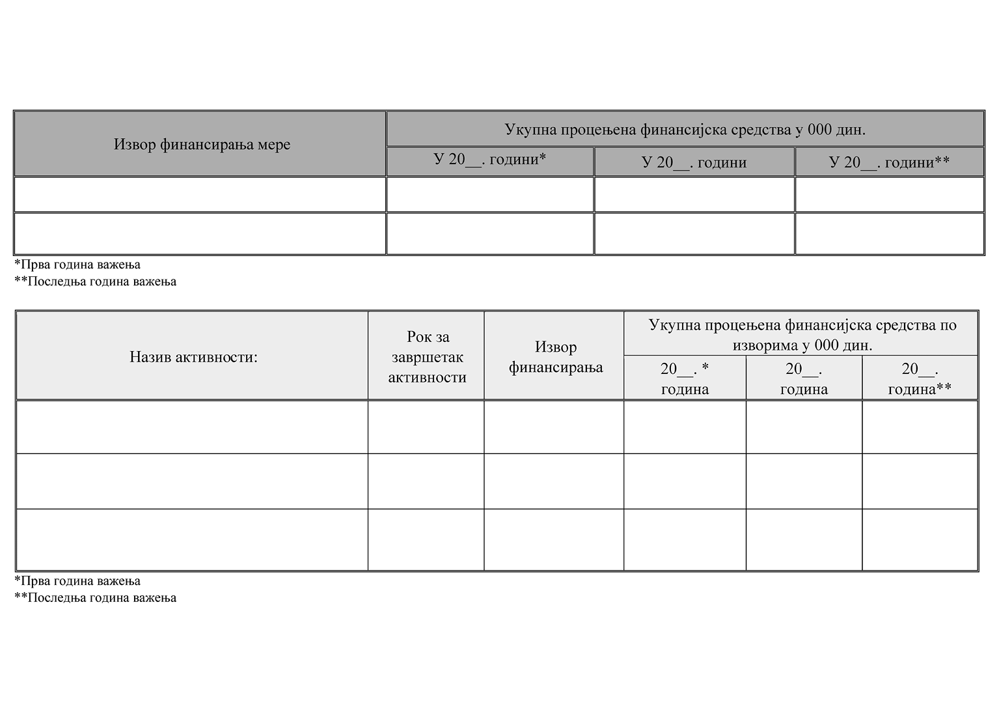 Извор финансирања мере
Укупна процењена финансијска средства у 000 дин.
У 20__. години*
У 20__. години
У 20__. години**
*Прва година важења
**Последња година важења
Назив активности:
Рок за
завршетак
активности
Извор
финансирања
Укупна процењена финансијска средства по
изворима у 000 дин.
20__. *
година
20__.
година
20__.
година**
*Прва година важења
**Последња година важења